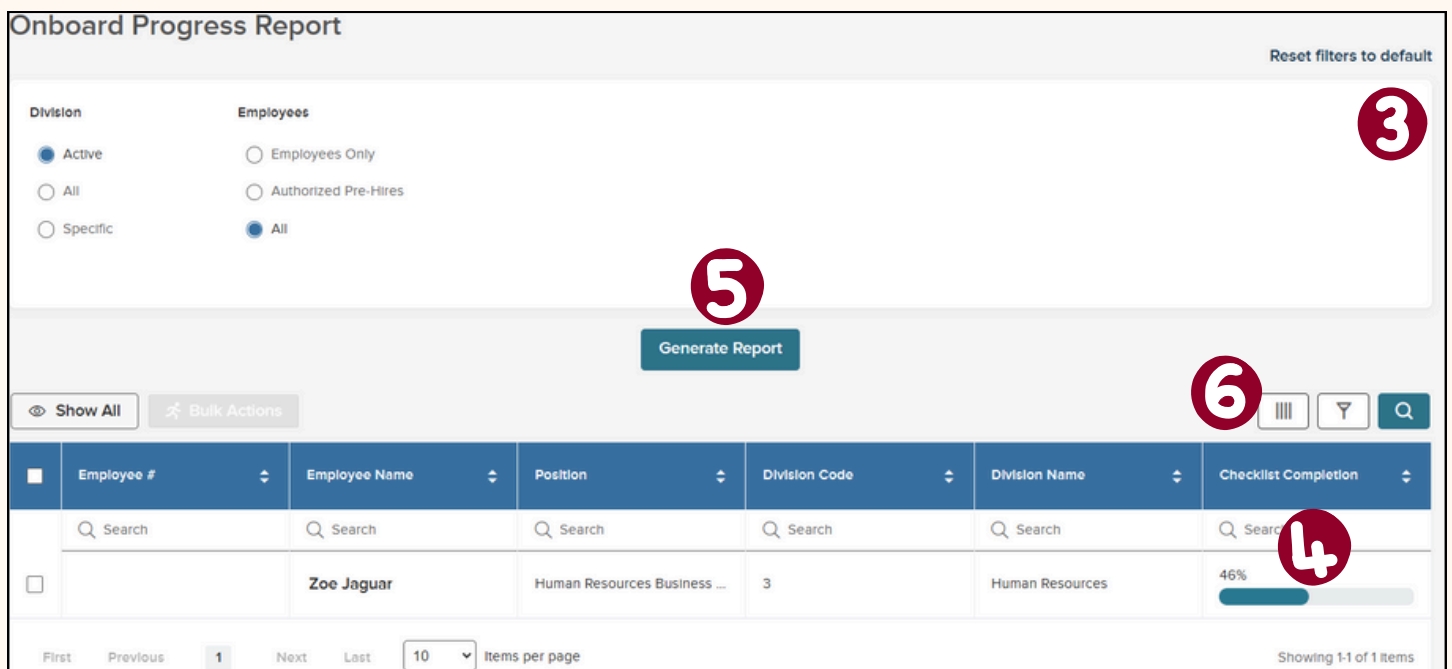 Onboard Progress Report
Reset filters to default
3
Division
Employees
Active
Employees Only
All
Authorized Pre-Hires
Specific
All
5
Generate Report
6
Show All
Bulk Actions
Employee #
Employee Name
Position
Division Code
Division Name
Checklist Completion
Search
Search
Search
Search
Search
Searc
4
Zoe Jaguar
Human Resources Business ...
3
Human Resources
46%
First
Previous
1
Next
Last
10
Items per page
Showing 1-1 of 1 items